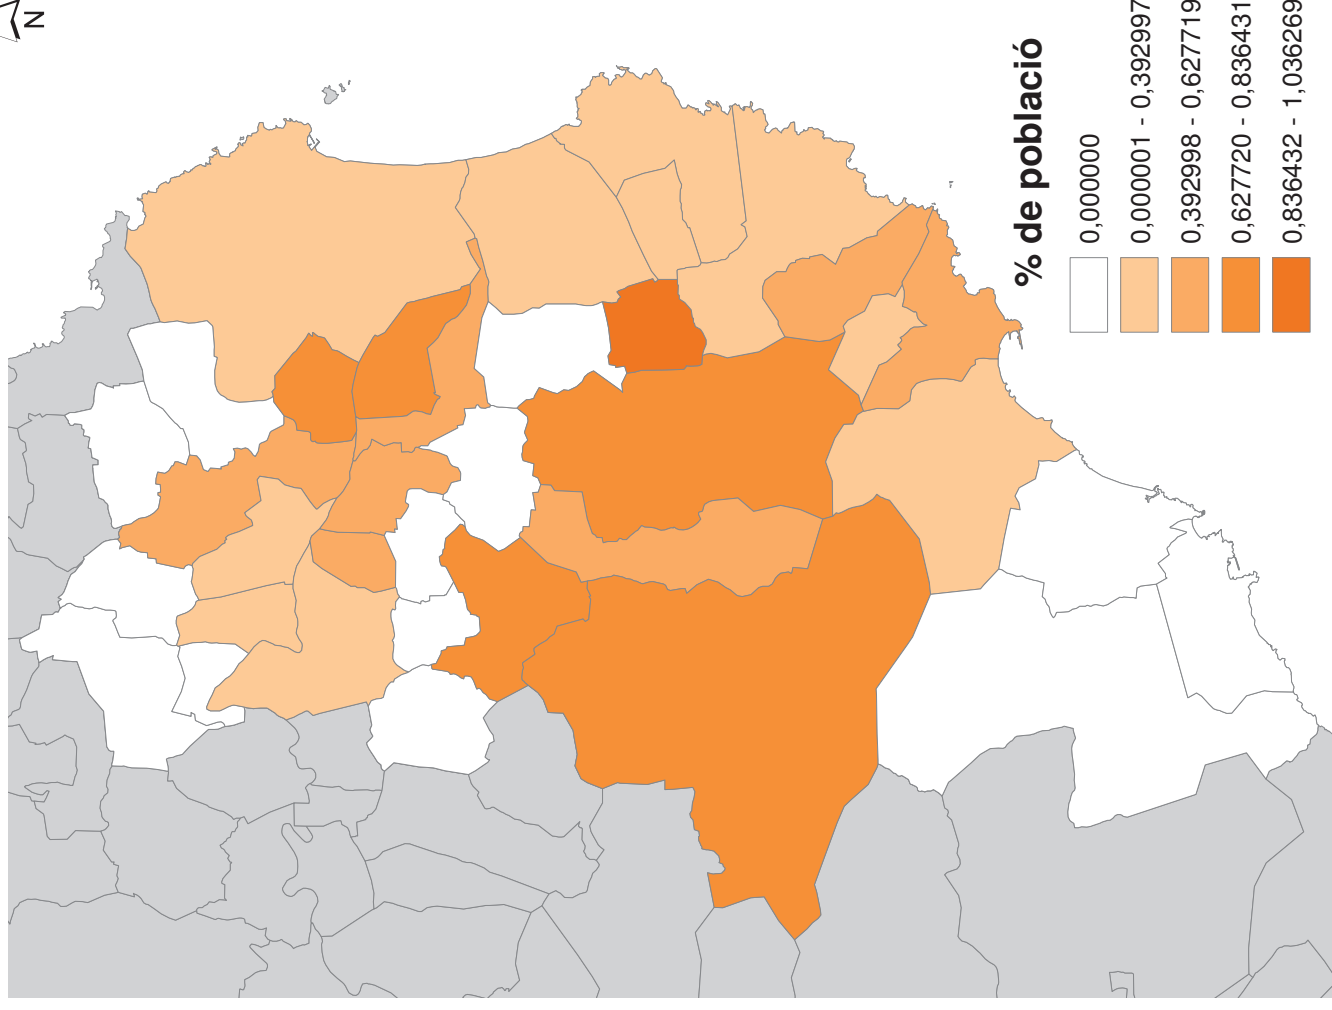 N
% de població
0,000000
0,000001 - 0,392997
0,392998 - 0,627719
0,627720 - 0,836431
0,836432 - 1,036269